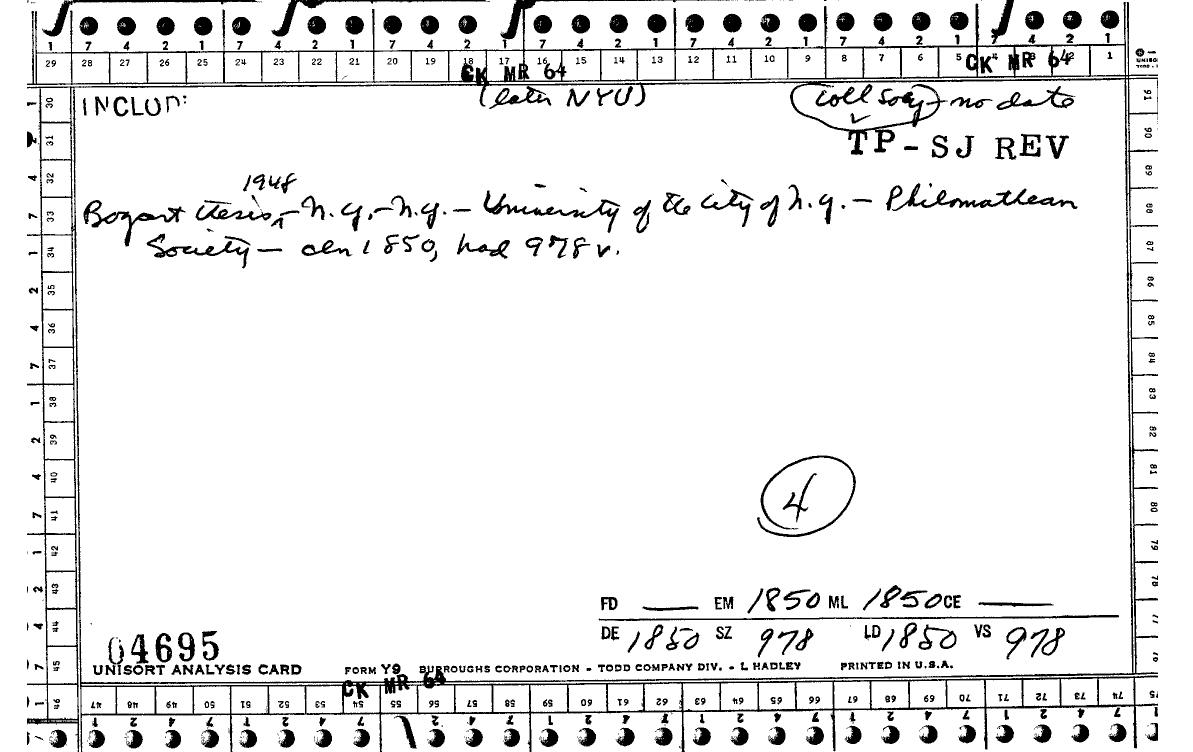 1 7 4 2 1 7 4 2 1 7 4 2 1 7 4 2 1 7 4 2 1 7 4 2 1 7 4 2 1
29 28 27 26 25 24 23 22 21 20 19 18 17 16 15 14 13 12 11 10 9 8 7 6 5 4 3 2 1
CK MR 64 CK MR 64
INCLUD: (later NYU) Coll Socy - no date
TP - SJ REV
1948
Bogart thesis, - N.Y., - N.Y. - University of the City of N.Y. - Philomathean
Society - in 1850, had 978 v.
4
FD — EM 1850 ML 1850 CE —
DE 1850 SZ 978 LD 1850 VS 978
04695
UNISORT ANALYSIS CARD FORM Y9 BURROUGHS CORPORATION - TODD COMPANY DIV. - L HADLEY PRINTED IN U.S.A.
CK MR 64
30 31 32 33 34 35 36 37 38 39 40 41 42 43 44 45 46
47 48 49 50 51 52 53 54 55 56 57 58 59 60 61 62 63 64 65 66 67 68 69 70 71 72 73 74 75
91 90 89 88 87 86 85 84 83 82 81 80 79 78 77 76